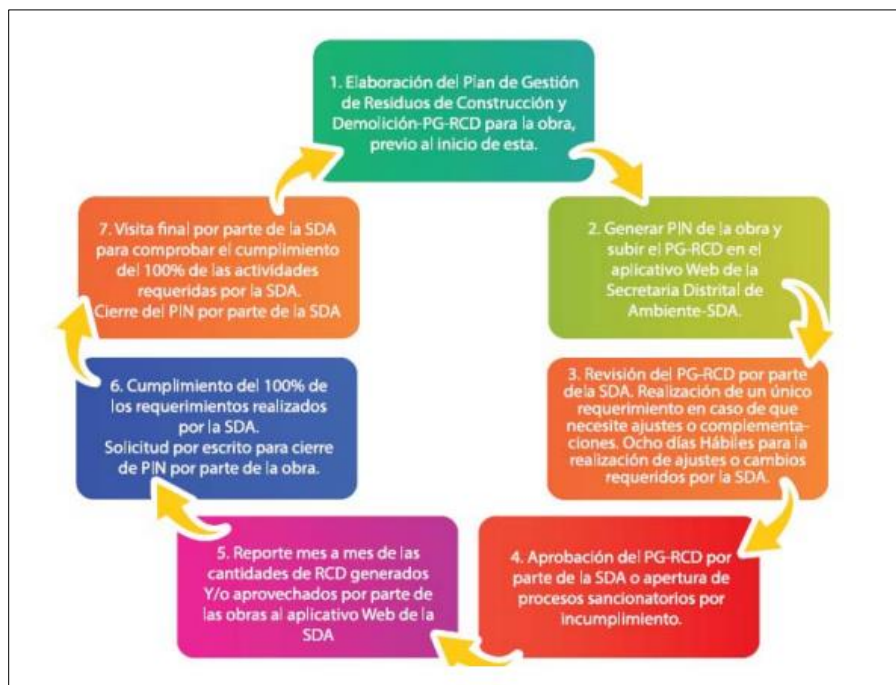 1. Elaboración del Plan de Gestión
de Residuos de Construcción y
Demolición-PG-RCD para la obra,
previo al inicio de esta.
2. Generar PIN de la obra y
subir el PG-RCD en el
aplicativo Web de la
Secretaria Distrital de
Ambiente-SDA.
3. Revisión del PG-RCD por parte
dela SDA. Realización de un único
requerimiento en caso de que
necesite ajustes o complementa-
ciones. Ocho días Hábiles para la
realización de ajustes o cambios
requeridos por la SDA.
4. Aprobación del PG-RCD por
parte de la SDA o apertura de
procesos sancionatorios por
incumplimiento.
5. Reporte mes a mes de las
cantidades de RCD generados
Y/o aprovechados por parte de
las obras al aplicativo Web de la
SDA
6. Cumplimiento del 100% de
los requerimientos realizados
por la SDA.
Solicitud por escrito para cierre
de PIN por parte de la obra.
7. Visita final por parte de la SDA
para comprobar el cumplimiento
del 100% de las actividades
requeridas por la SDA.
Cierre del PIN por parte de la SDA